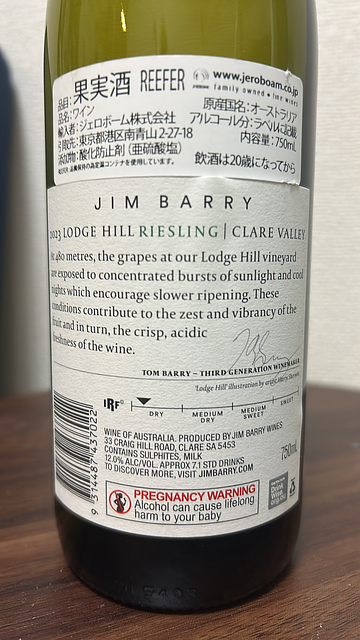 品目：果実酒 REEFER www.jeroboam.co.jp
family owned • fine wines
品名：ワイン 原産国名：オーストラリア
輸入者：ジェロボーム株式会社 アルコール分：ラベルに記載
引取先：東京都港区南青山2-27-18 内容量：750mL
添加物：酸化防止剤（亜硫酸塩）
飲酒は20歳になってから
JIM BARRY
2023 LODGE HILL RIESLING | CLARE VALLEY
At 480 metres, the grapes at our Lodge Hill vineyard
are exposed to concentrated bursts of sunlight and cool
nights which encourage slower ripening. These
conditions contribute to the zest and vibrancy of the
fruit and in turn, the crisp, acidic
freshness of the wine.
TOM BARRY – THIRD GENERATION WINEMAKER
'Lodge Hill' illustration by
IRF
DRY MEDIUM DRY MEDIUM SWEET SWEET
WINE OF AUSTRALIA. PRODUCED BY JIM BARRY WINES
33 CRAIG HILL ROAD, CLARE SA 5453
CONTAINS SULPHITES, MILK
12.0% ALC/VOL. APPROX 7.1 STD DRINKS
TO DISCOVER MORE, VISIT JIMBARRY.COM
750mL
9 314487 437022
PREGNANCY WARNING
Alcohol can cause lifelong
harm to your baby